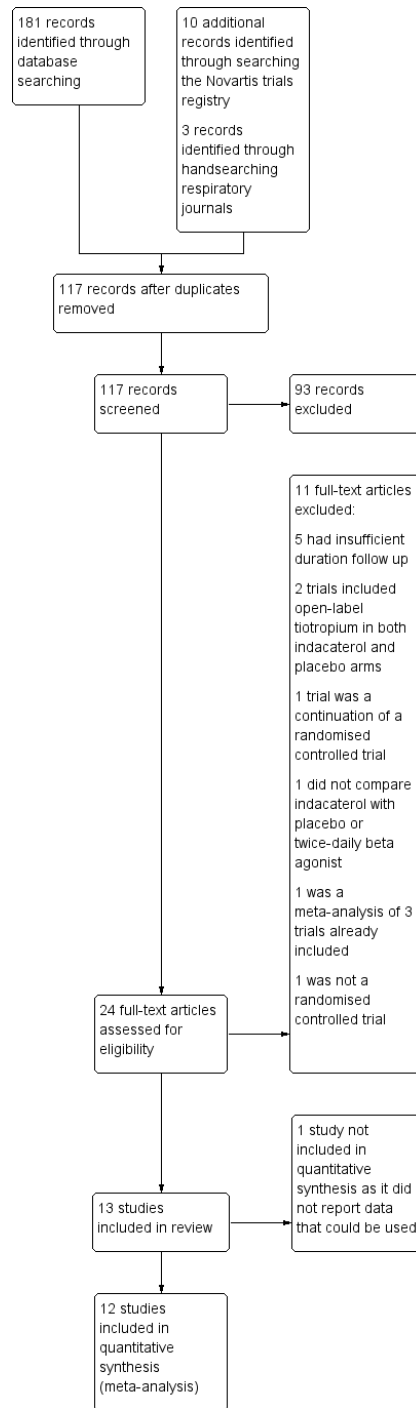 181 records
identified through
database
searching
10 additional
records identified
through searching
the Novartis trials
registry
3 records
identified through
handsearching
respiratory
journals
117 records after duplicates
removed
117 records
screened
93 records
excluded
11 full-text articles
excluded:
5 had insufficient
duration follow up
2 trials included
open-label
tiotropium in both
indacaterol and
placebo arms
1 trial was a
continuation of a
randomised
controlled trial
1 did not compare
indacaterol with
placebo or
twice-daily beta
agonist
1 was a
meta-analysis of 3
trials already
included
1 was not a
randomised
controlled trial
24 full-text articles
assessed for
eligibility
1 study not
included in
quantitative
synthesis as it did
not report data
that could be used
13 studies
included in review
12 studies
included in
quantitative
synthesis
(meta-analysis)